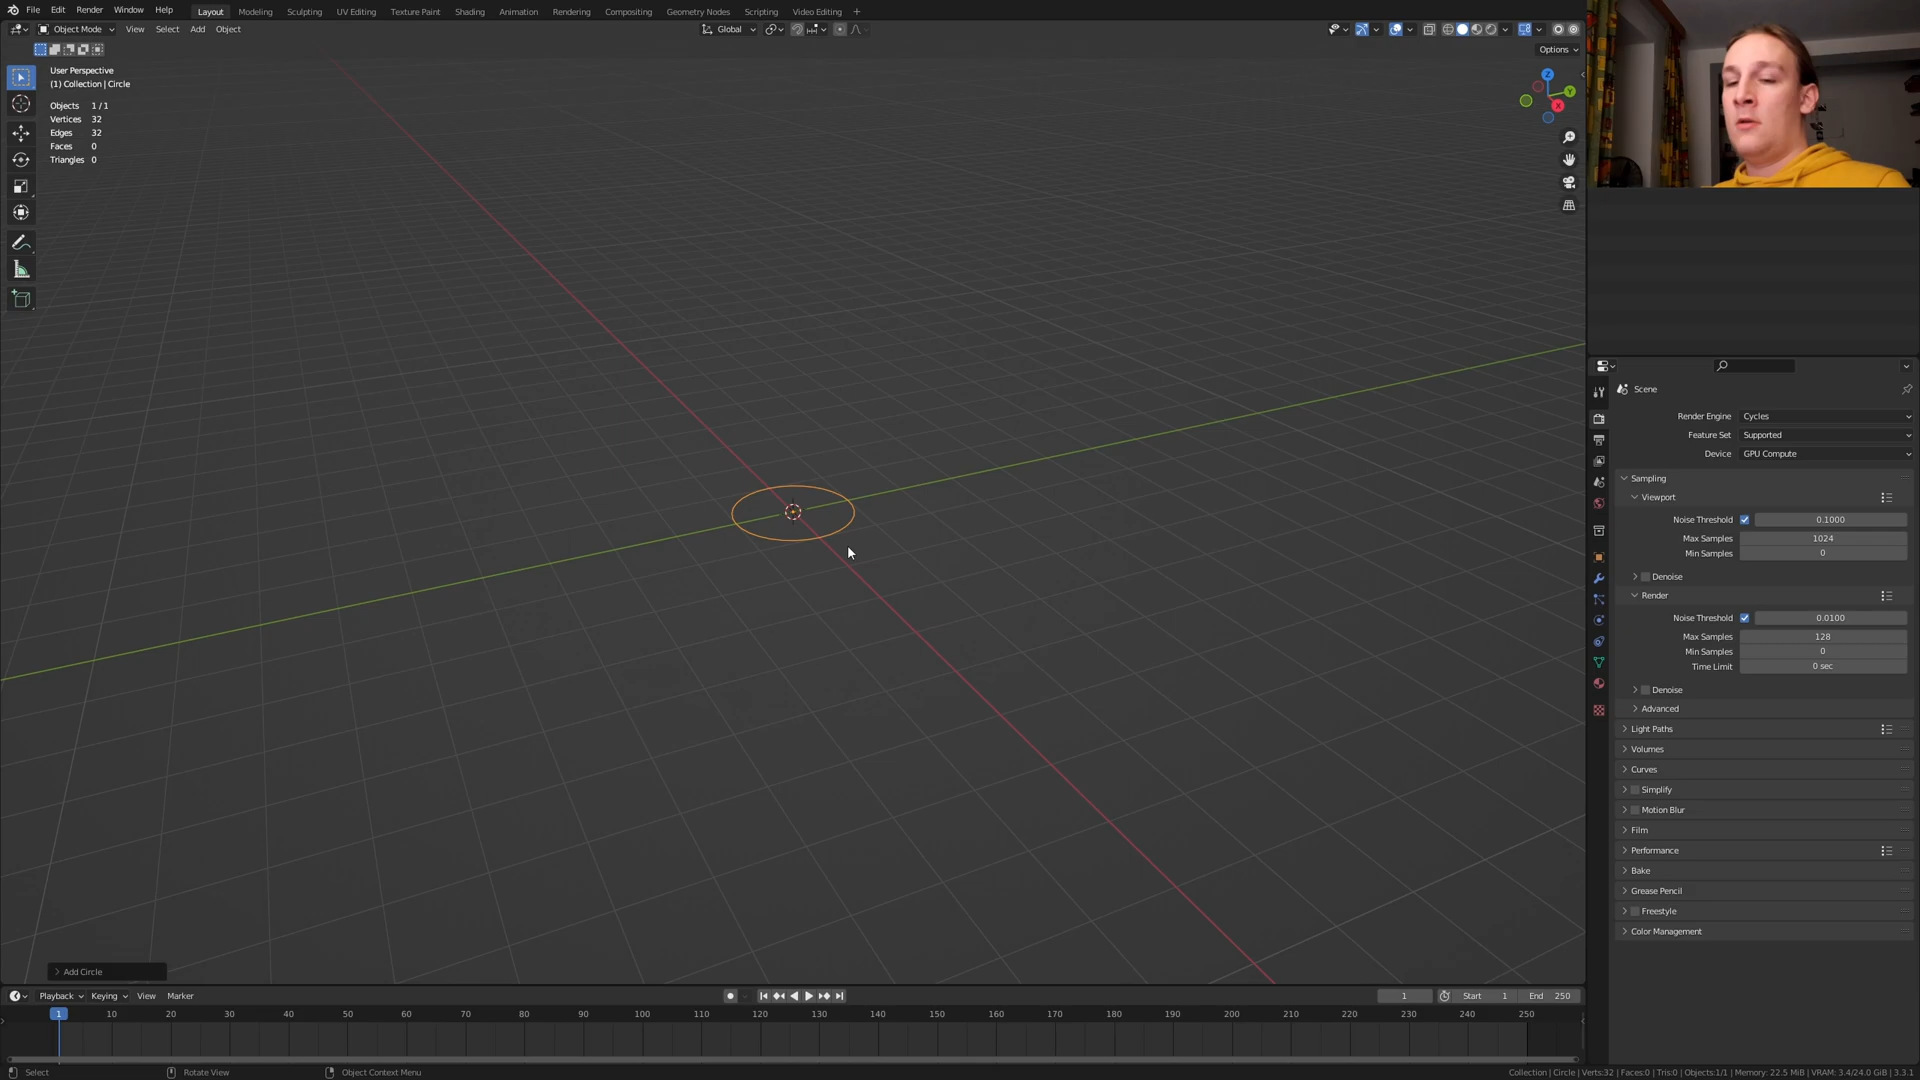 File Edit Render Window Help Layout Modeling Sculpting UV Editing Texture Paint Shading Animation Rendering Compositing Geometry Nodes Scripting Video Editing +
Object Mode View Select Add Object Global
Options
User Perspective
(1) Collection | Circle
Objects 1 / 1
Vertices 32
Edges 32
Faces 0
Triangles 0
Z
Y
X
Scene
Render Engine Cycles
Feature Set Supported
Device GPU Compute
Sampling
Viewport
Noise Threshold 0.1000
Max Samples 1024
Min Samples 0
Denoise
Render
Noise Threshold 0.0100
Max Samples 128
Min Samples 0
Time Limit 0 sec
Denoise
Advanced
Light Paths
Volumes
Curves
Simplify
Motion Blur
Film
Performance
Bake
Grease Pencil
Freestyle
Color Management
Add Circle
Playback Keying View Marker 1 Start 1 End 250
1 10 20 30 40 50 60 70 80 90 100 110 120 130 140 150 160 170 180 190 200 210 220 230 240 250
Select Rotate View Object Context Menu Collection | Circle | Verts:32 | Faces:0 | Tris:0 | Objects:1/1 | Memory: 22.5 MiB | VRAM: 3.4/24.0 GiB | 3.3.1